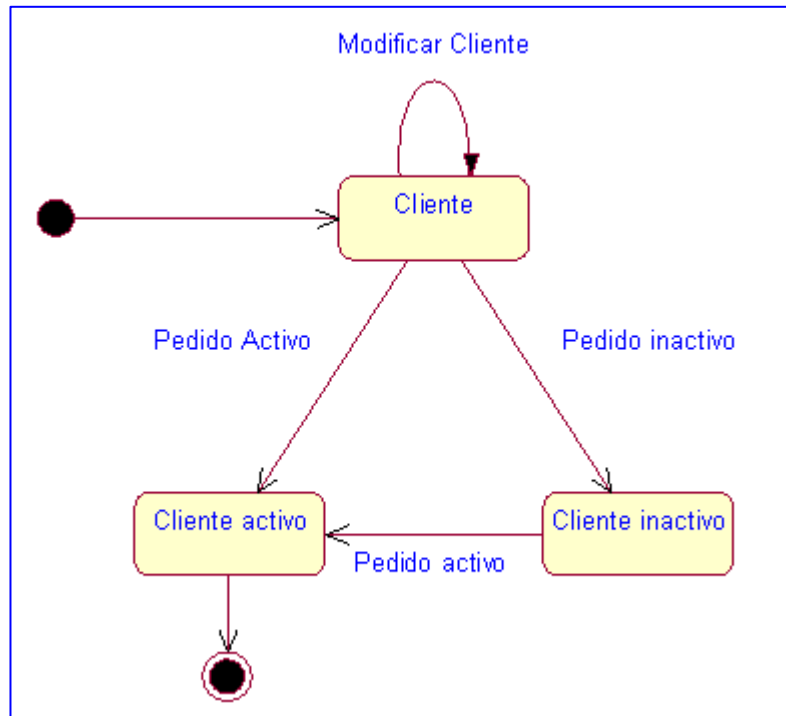 Modificar Cliente
Cliente
Pedido Activo
Pedido inactivo
Cliente activo
Cliente inactivo
Pedido activo